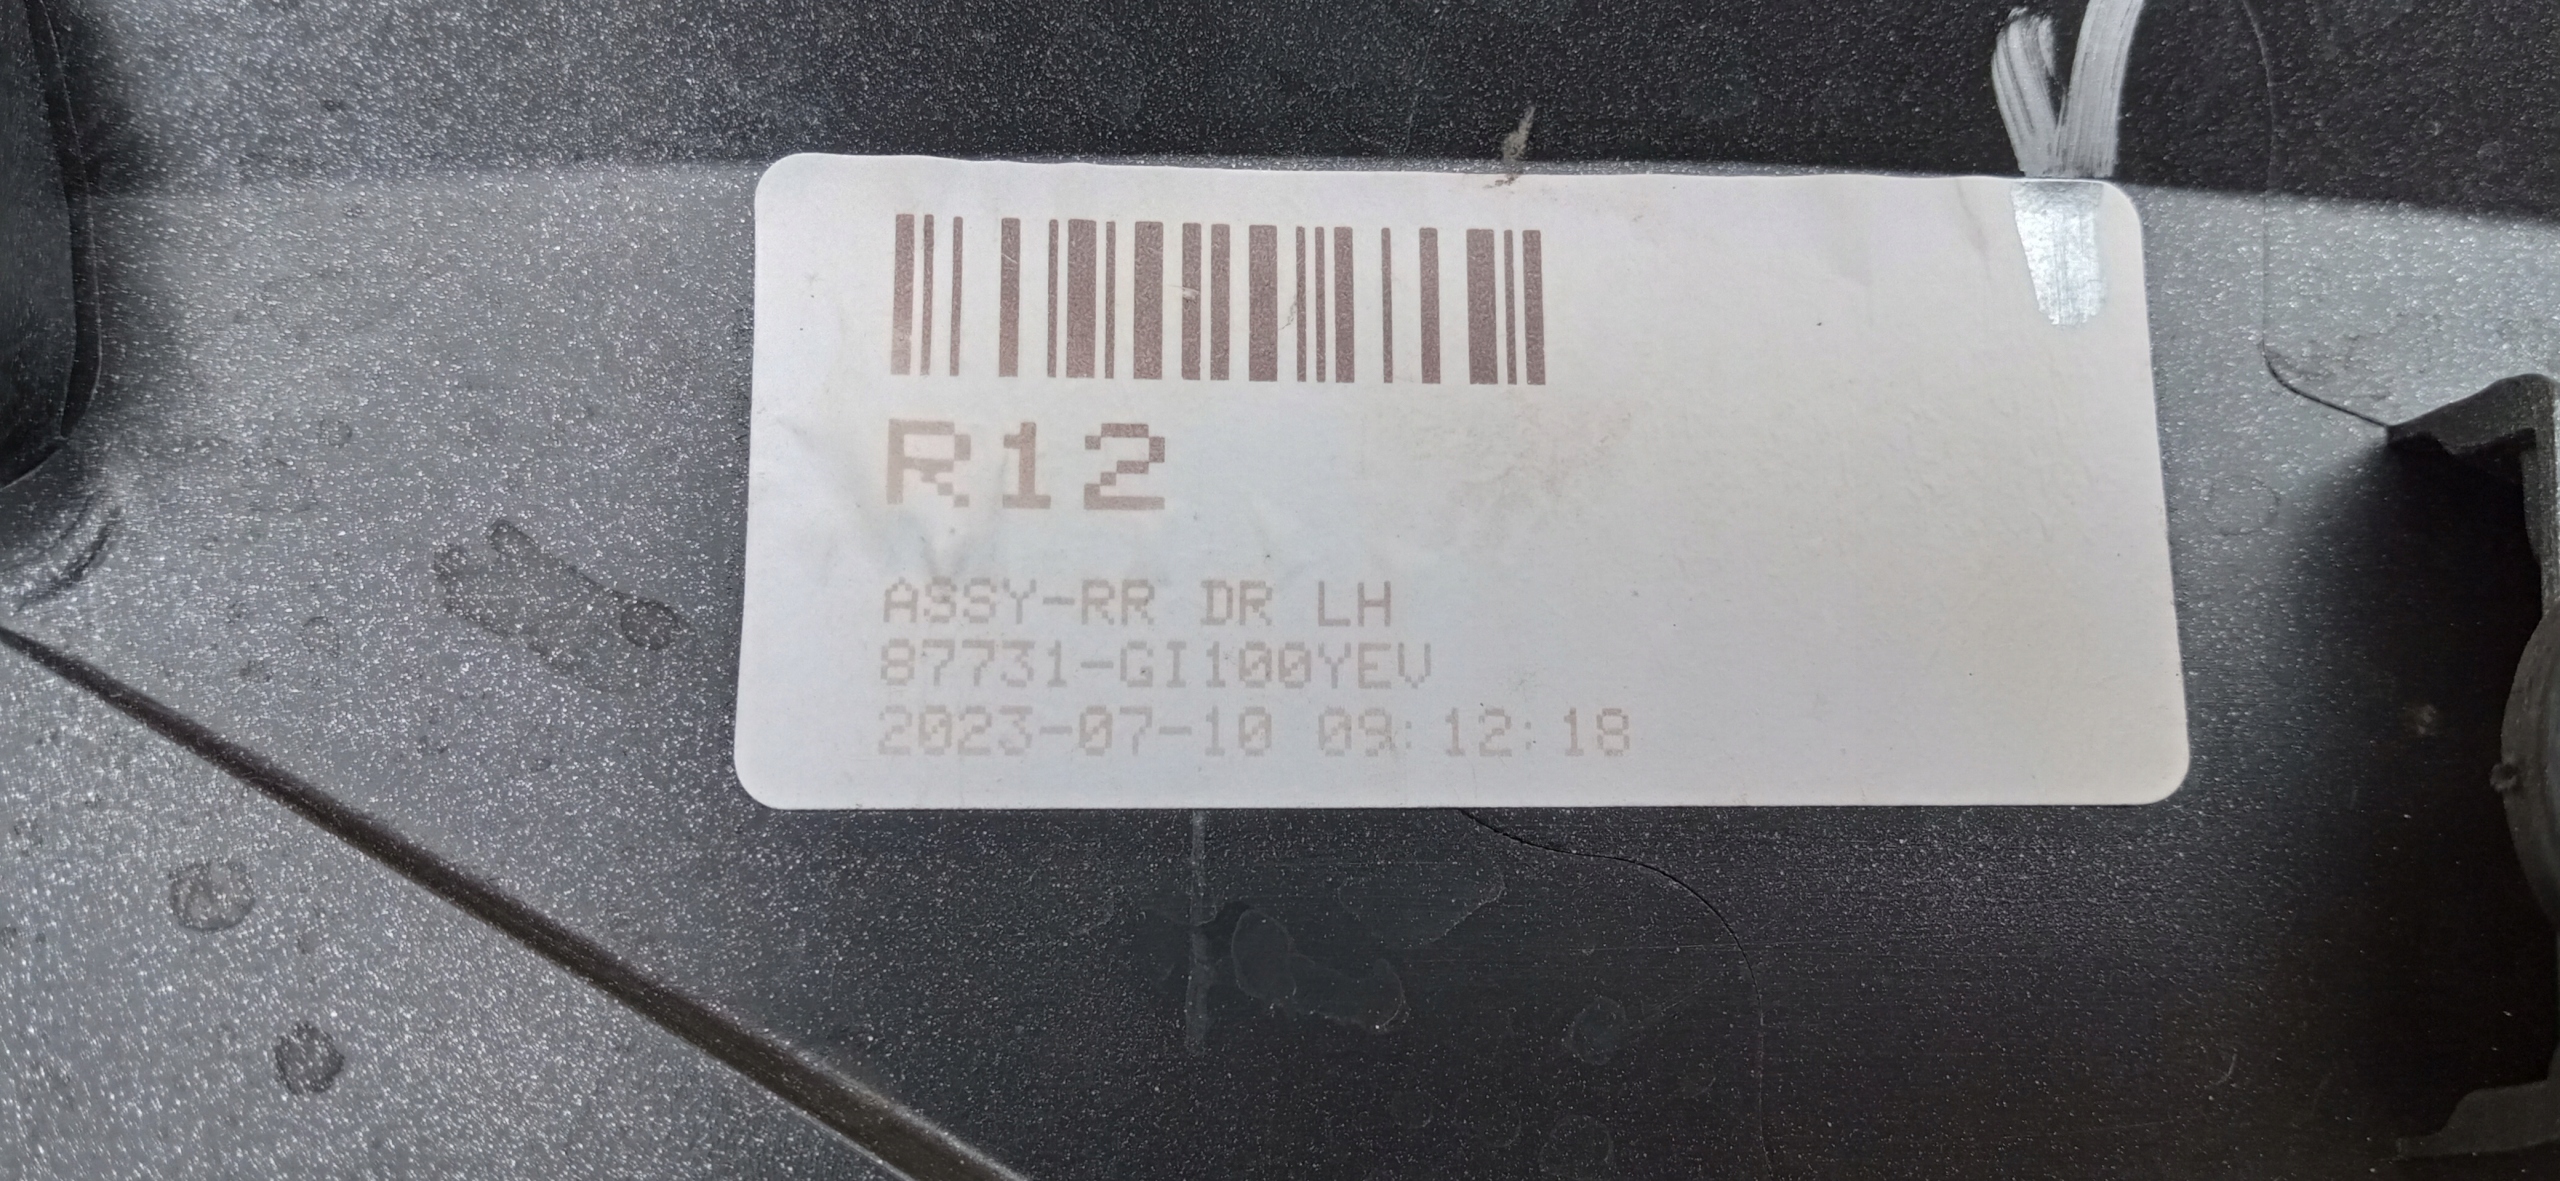 R12
ASSY-RR DR LH
87731-GI100YEV
2023-07-10 09:12:18